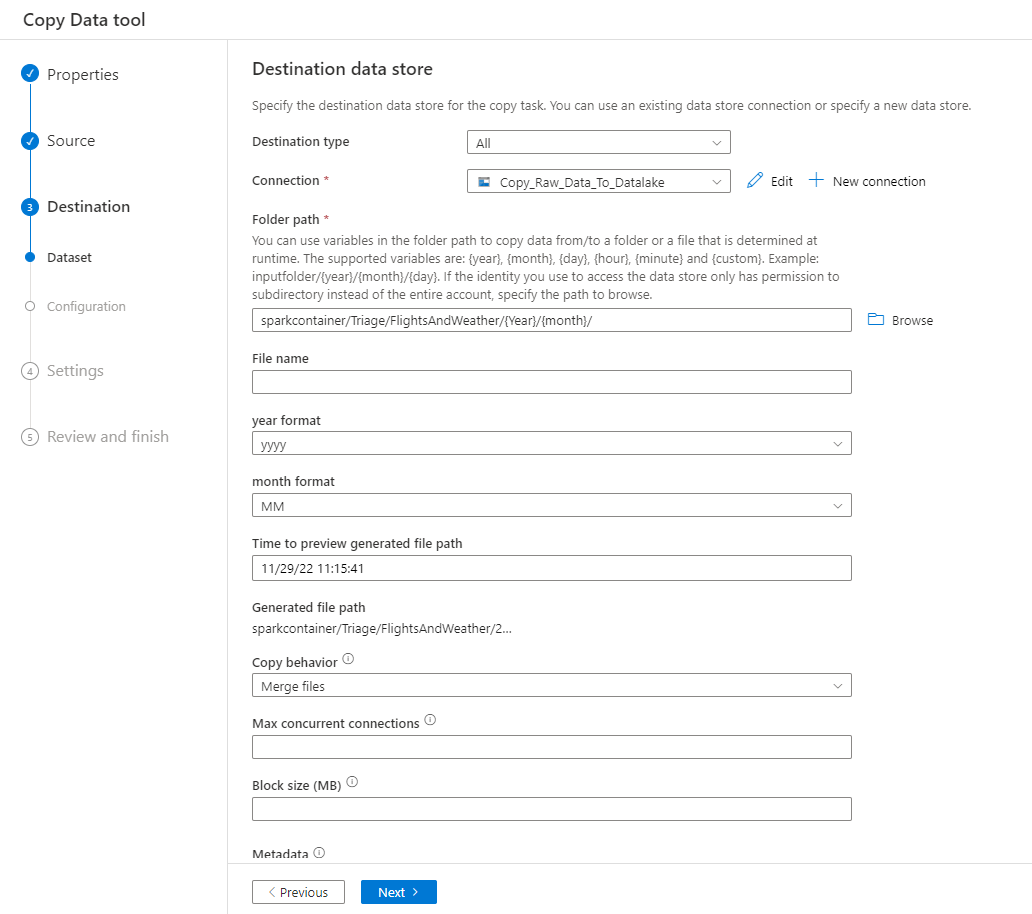 Copy Data tool
Properties
Source
3 Destination
Dataset
Configuration
4 Settings
5 Review and finish
Destination data store
Specify the destination data store for the copy task. You can use an existing data store connection or specify a new data store.
Destination type
All
Connection *
Copy_Raw_Data_To_Datalake
Edit
New connection
Folder path *
You can use variables in the folder path to copy data from/to a folder or a file that is determined at
runtime. The supported variables are: {year}, {month}, {day}, {hour}, {minute} and {custom}. Example:
inputfolder/{year}/{month}/{day}. If the identity you use to access the data store only has permission to
subdirectory instead of the entire account, specify the path to browse.
sparkcontainer/Triage/FlightsAndWeather/{Year}/{month}/
Browse
File name
year format
yyyy
month format
MM
Time to preview generated file path
11/29/22 11:15:41
Generated file path
sparkcontainer/Triage/FlightsAndWeather/2...
Copy behavior
Merge files
Max concurrent connections
Block size (MB)
Metadata
< Previous
Next >